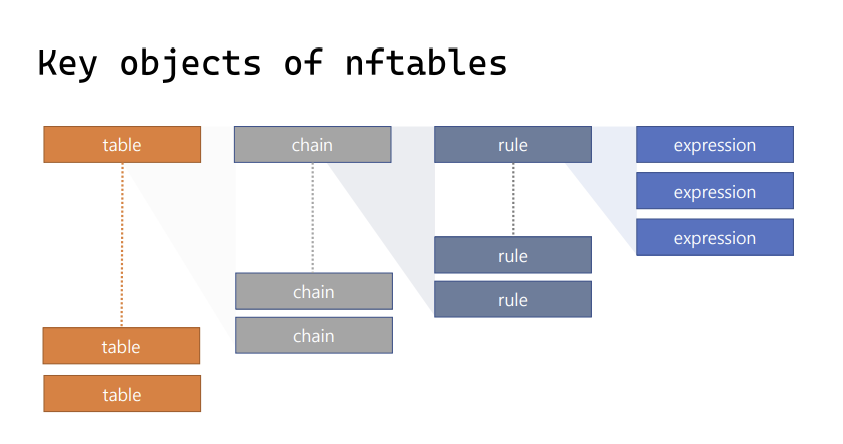 Key objects of nftables
table
chain
rule
expression
expression
expression
rule
chain
rule
chain
table
table